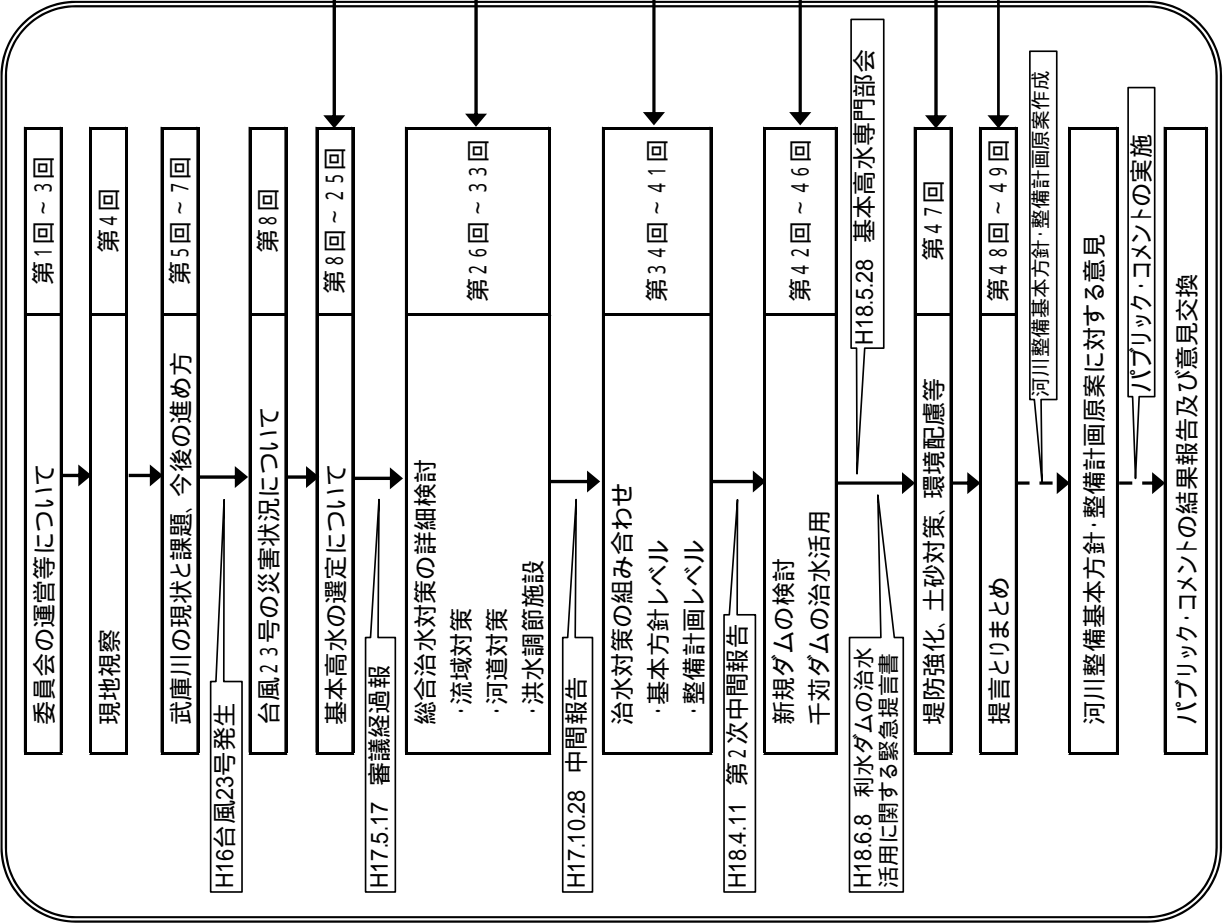 委員会の運営等について
第1回~3回
現地視察
第4回
武庫川の現状と課題、今後の進め方
第5回~7回
H16台風23号発生
台風23号の災害状況について
第8回
基本高水の選定について
第8回~25回
H17.5.17 審議経過報
総合治水対策の詳細検討
・流域対策
・河道対策
・洪水調節施設
第26回~33回
H17.10.28 中間報告
治水対策の組み合わせ
・基本方針レベル
・整備計画レベル
第34回~41回
H18.4.11 第2次中間報告
新規ダムの検討
千苅ダムの治水活用
第42回~46回
H18.5.28 基本高水専門部会
H18.6.8 利水ダムの治水
活用に関する緊急提言書
堤防強化、土砂対策、環境配慮等
第47回
提言とりまとめ
第48回~49回
河川整備基本方針・整備計画原案作成
河川整備基本方針・整備計画原案に対する意見
パブリック・コメントの実施
パブリック・コメントの結果報告及び意見交換